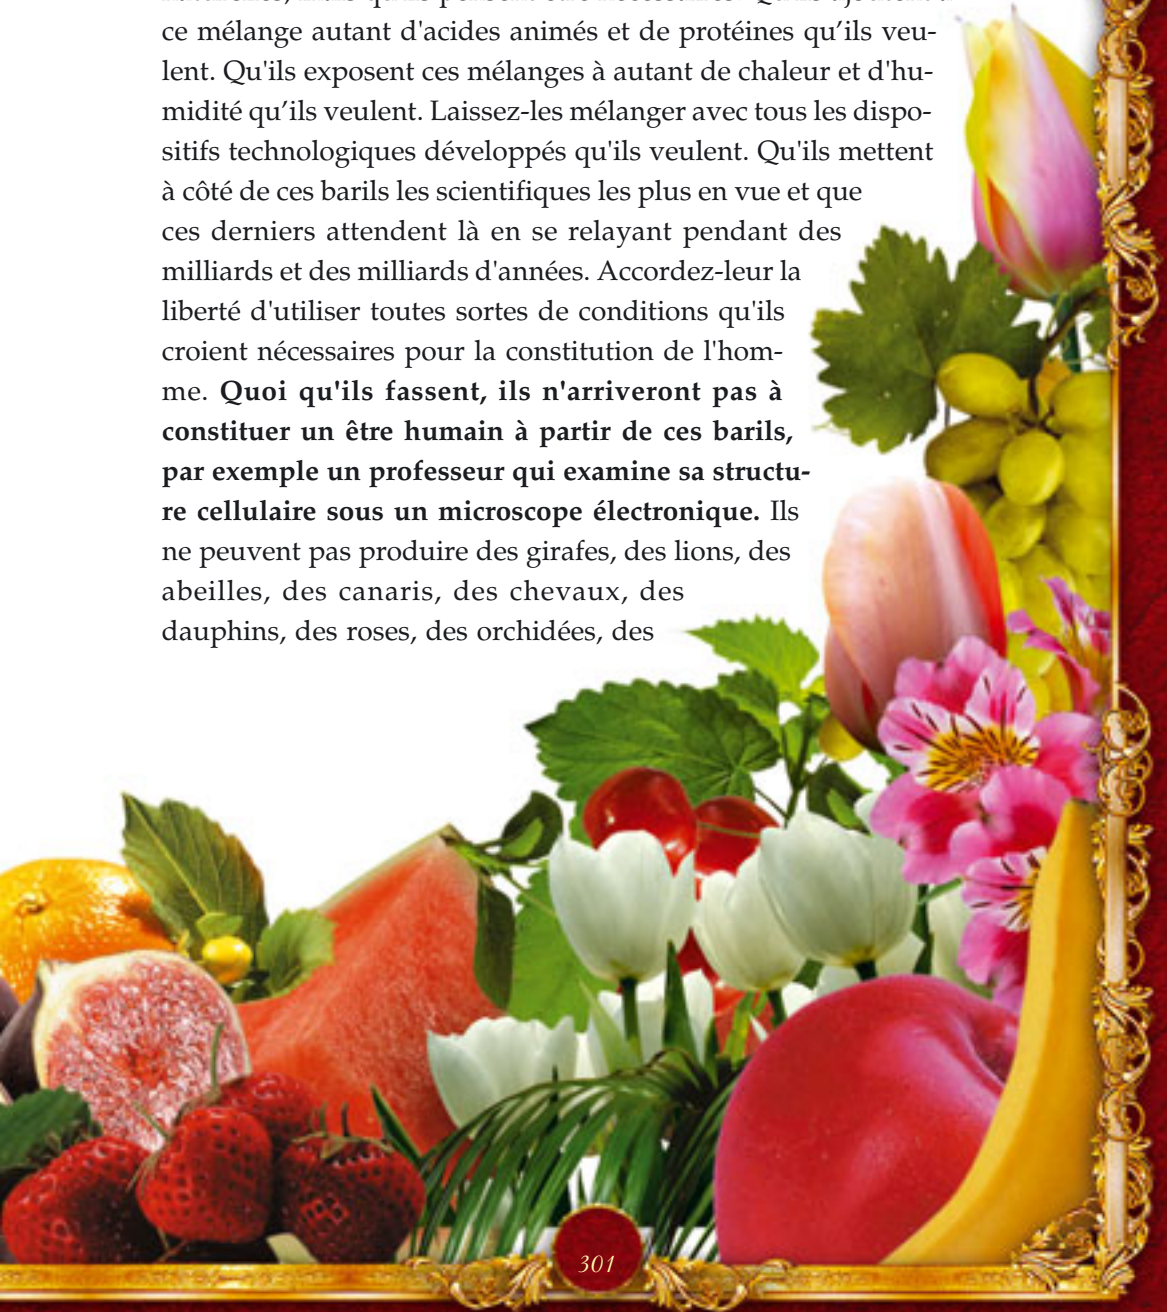 ce mélange autant d'acides animés et de protéines qu’ils veu-
lent. Qu'ils exposent ces mélanges à autant de chaleur et d'hu-
midité qu’ils veulent. Laissez-les mélanger avec tous les dispo-
sitifs technologiques développés qu'ils veulent. Qu'ils mettent
à côté de ces barils les scientifiques les plus en vue et que
ces derniers attendent là en se relayant pendant des
milliards et des milliards d'années. Accordez-leur la
liberté d'utiliser toutes sortes de conditions qu'ils
croient nécessaires pour la constitution de l'hom-
me. Quoi qu'ils fassent, ils n'arriveront pas à
constituer un être humain à partir de ces barils,
par exemple un professeur qui examine sa structu-
re cellulaire sous un microscope électronique. Ils
ne peuvent pas produire des girafes, des lions, des
abeilles, des canaris, des chevaux, des
dauphins, des roses, des orchidées, des
301